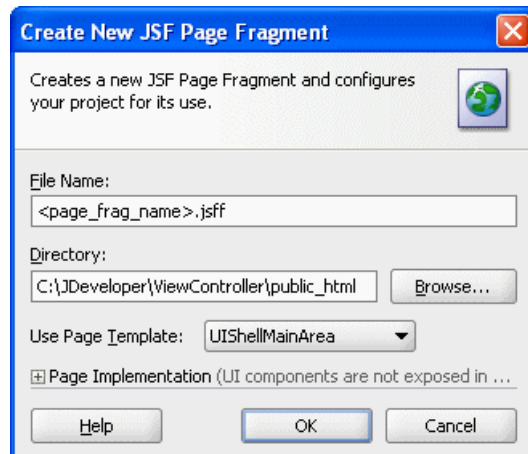 Create New JSF Page Fragment
Creates a new JSF Page Fragment and configures
your project for its use.
File Name:
<page_frag_name>.jsff
Directory:
C:\JDeveloper\ViewController\public_html
Browse...
Use Page Template:
UIShellMainArea
Page Implementation (UI components are not exposed in ...
Help
OK
Cancel